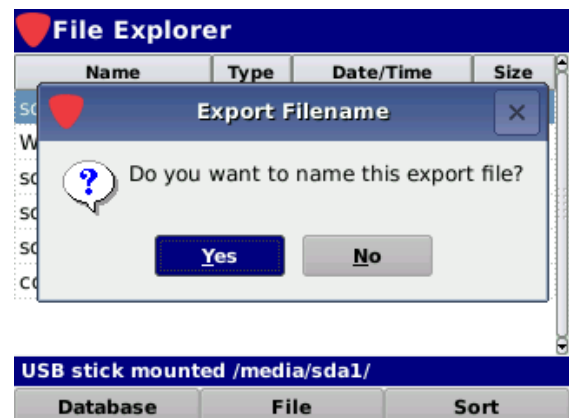 File Explorer
Name Type Date/Time Size
Export Filename
Do you want to name this export file?
Yes No
USB stick mounted /media/sda1/
Database File Sort